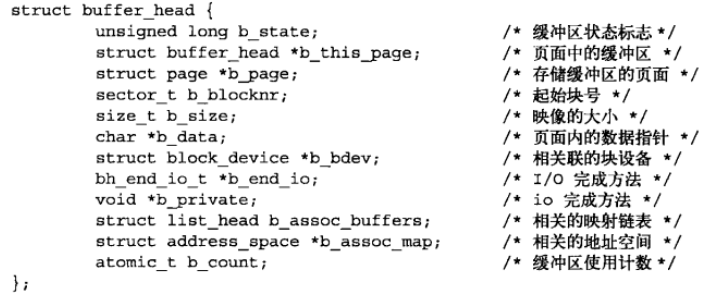 struct buffer_head {
        unsigned long b_state;                  /* 缓冲区状态标志 */
        struct buffer_head *b_this_page;        /* 页面中的缓冲区 */
        struct page *b_page;                    /* 存储缓冲区的页面 */
        sector_t b_blocknr;                     /* 起始块号 */
        size_t b_size;                          /* 映像的大小 */
        char *b_data;                           /* 页面内的数据指针 */
        struct block_device *b_bdev;            /* 相关联的块设备 */
        bh_end_io_t *b_end_io;                  /* I/O 完成方法 */
        void *b_private;                        /* io 完成方法 */
        struct list_head b_assoc_buffers;       /* 相关的映射链表 */
        struct address_space *b_assoc_map;      /* 相关的地址空间 */
        atomic_t b_count;                       /* 缓冲区使用计数 */
};